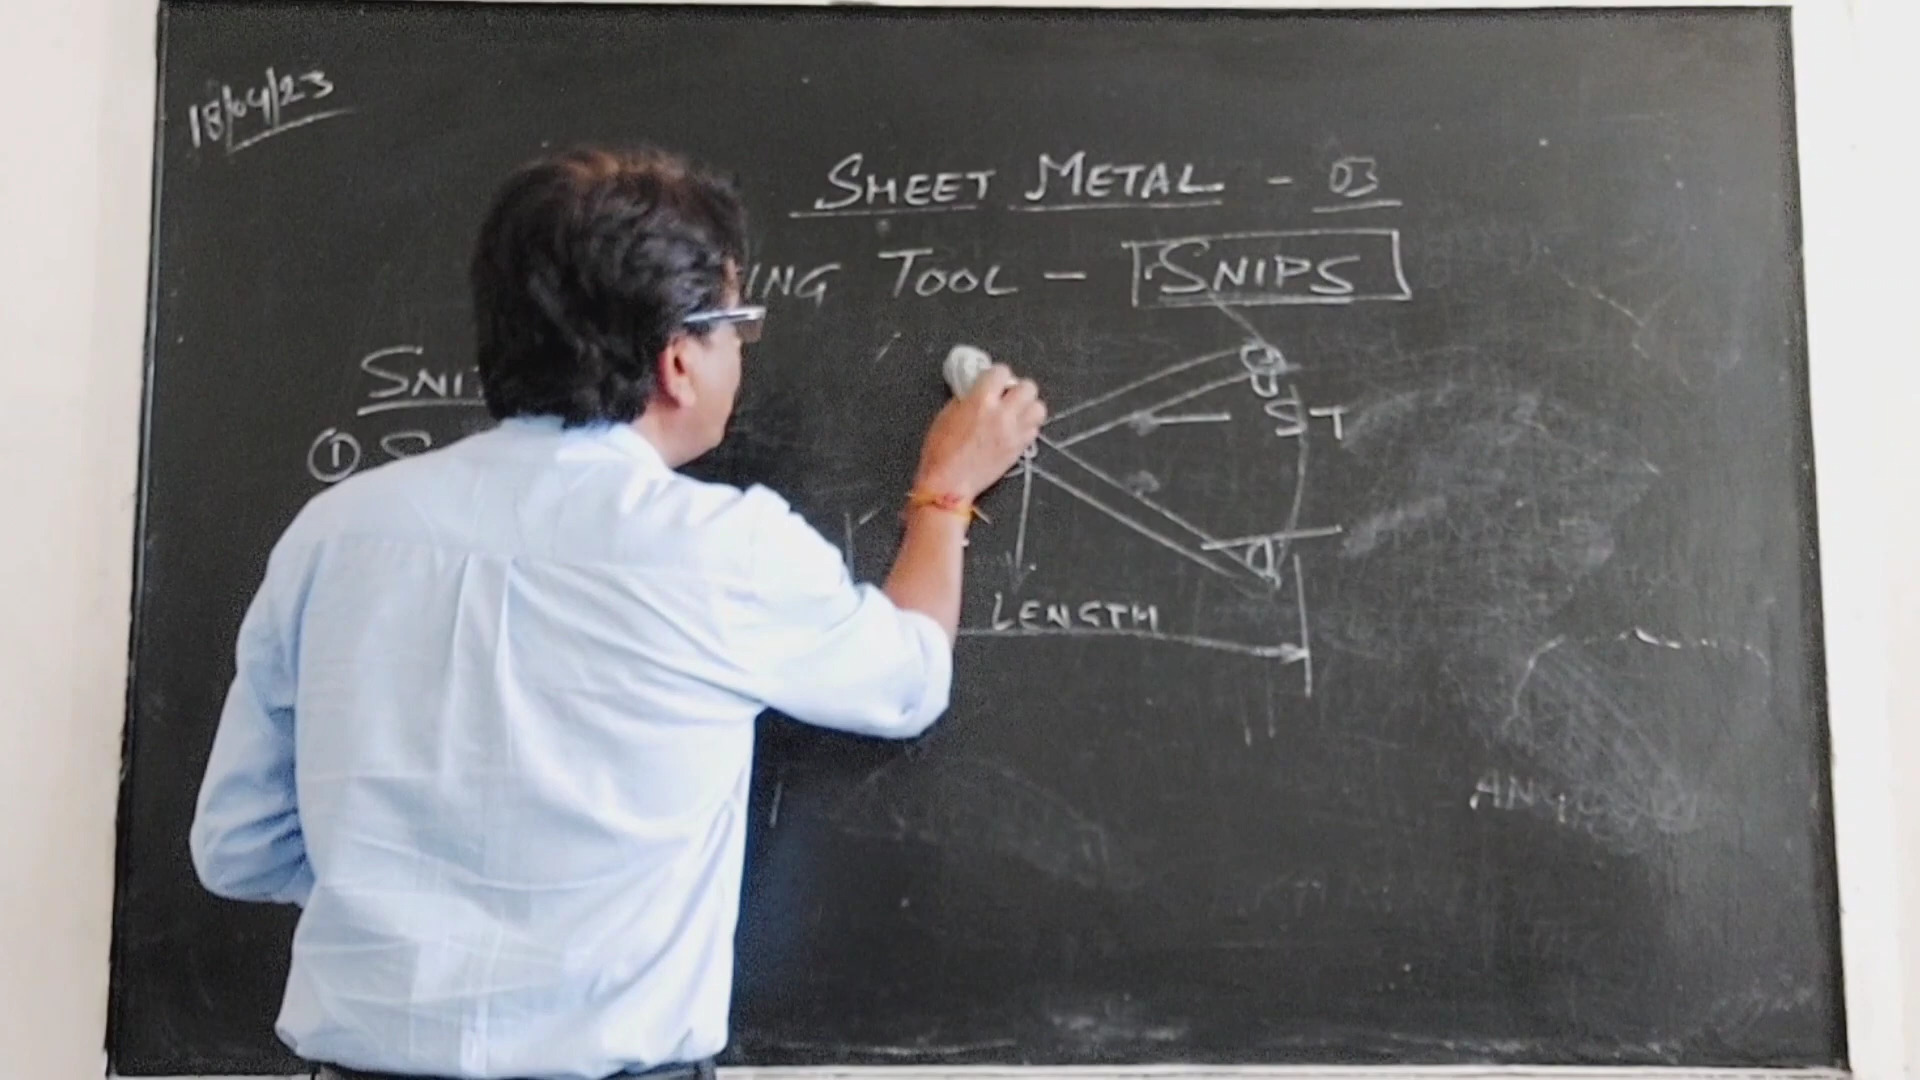 18/04/23
SHEET METAL - 03
ING TOOL - SNIPS
SNI
① S
ST
LENGTH